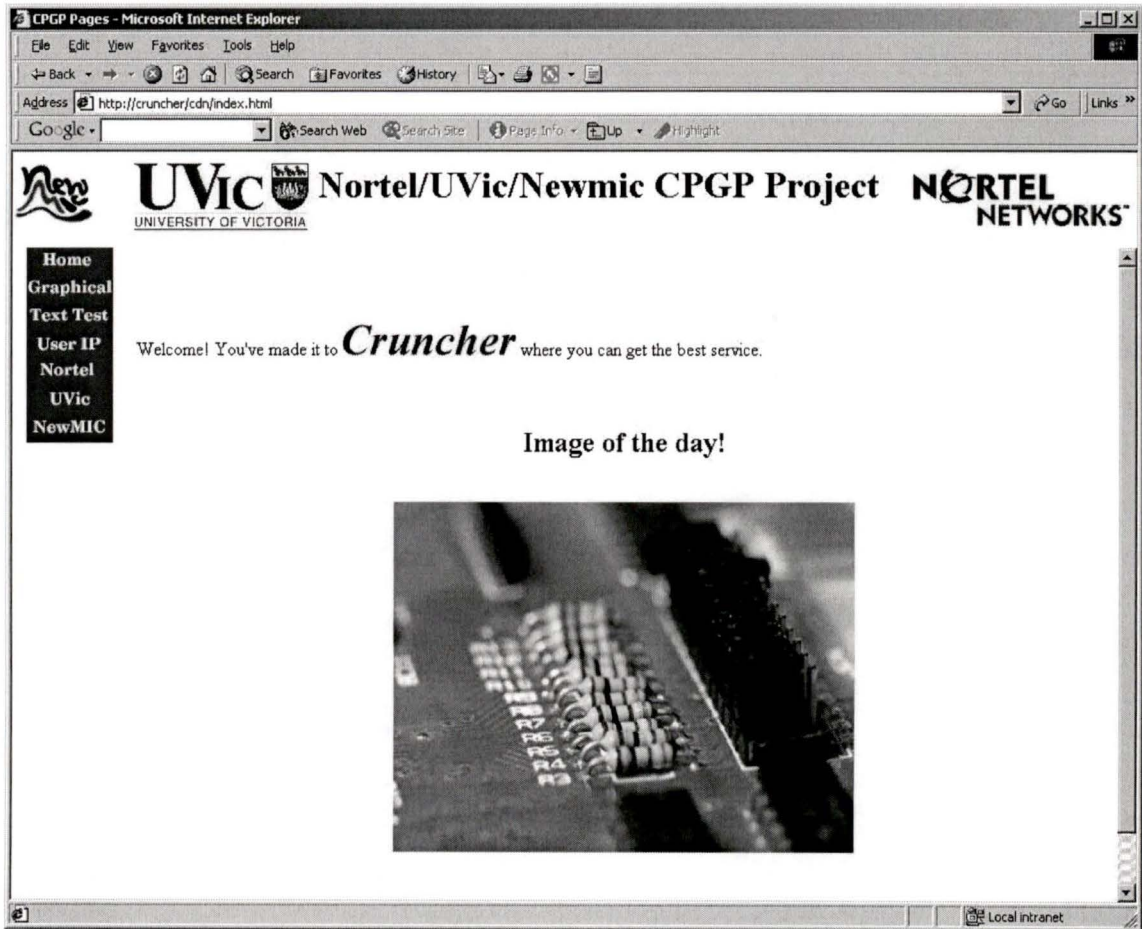 CPGP Pages - Microsoft Internet Explorer
File Edit View Favorites Tools Help
Back Search Favorites History
Address http://cruncher/cdn/index.html Go Links »
Google Search Web Search Site Page Info Up Highlight
New MIC
UVIC
UNIVERSITY OF VICTORIA
Nortel/UVic/Newmic CPGP Project
NORTEL
NETWORKS™
Home
Graphical
Text Test
User IP
Nortel
UVic
NewMIC
Welcome! You've made it to Cruncher where you can get the best service.
Image of the day!
R9
R8
R7
R6
R5
R4
R3
Local intranet